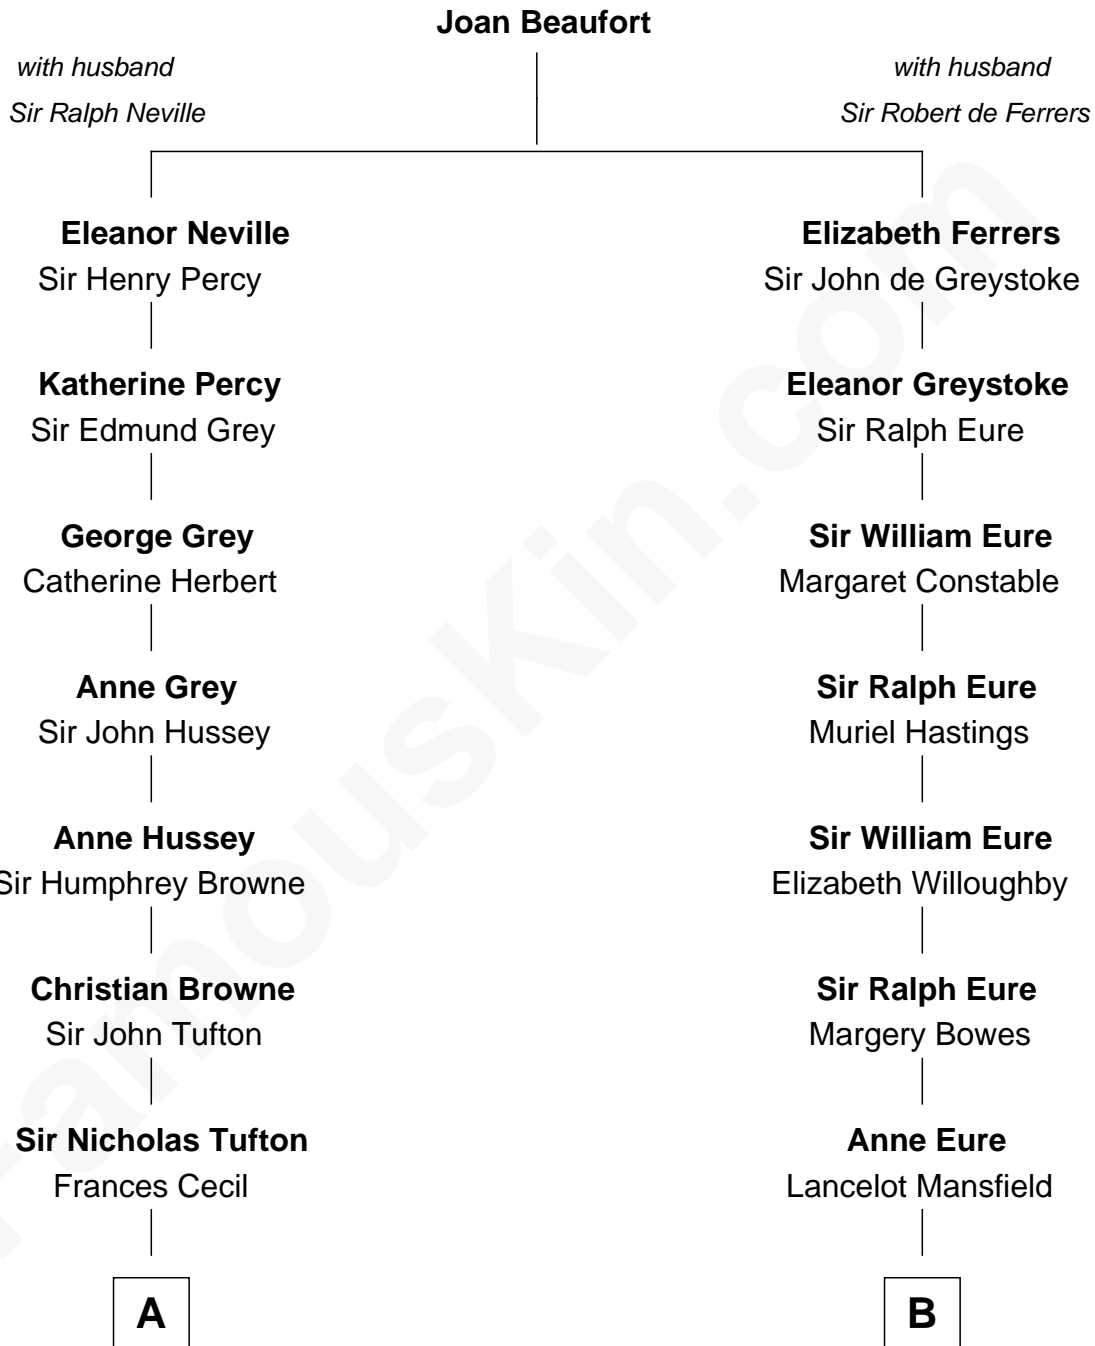 Joan Beaufort
with husband
Sir Ralph Neville
with husband
Sir Robert de Ferrers
Eleanor Neville
Sir Henry Percy
Katherine Percy
Sir Edmund Grey
George Grey
Catherine Herbert
Anne Grey
Sir John Hussey
Anne Hussey
Sir Humphrey Browne
Christian Browne
Sir John Tufton
Sir Nicholas Tufton
Frances Cecil
A
Elizabeth Ferrers
Sir John de Greystoke
Eleanor Greystoke
Sir Ralph Eure
Sir William Eure
Margaret Constable
Sir Ralph Eure
Muriel Hastings
Sir William Eure
Elizabeth Willoughby
Sir Ralph Eure
Margery Bowes
Anne Eure
Lancelot Mansfield
B
FamousKin.com